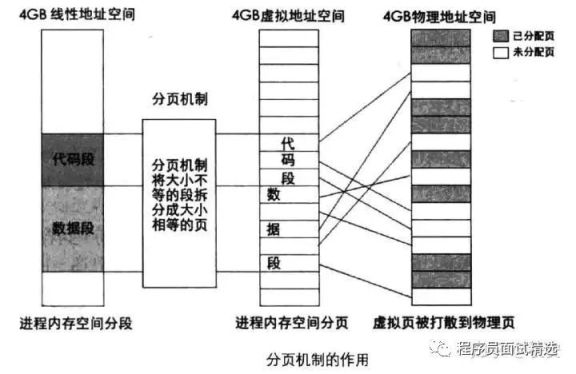 4GB 线性地址空间
4GB虚拟地址空间
4GB物理地址空间
已分配页
未分配页
分页机制
代码段
数据段
分页机制
将大小不
等的段拆
分成大小
相等的页
代
码
段
数
据
段
进程内存空间分段
进程内存空间分页
虚拟页被打散到物理页
程序员面试精选
分页机制的作用